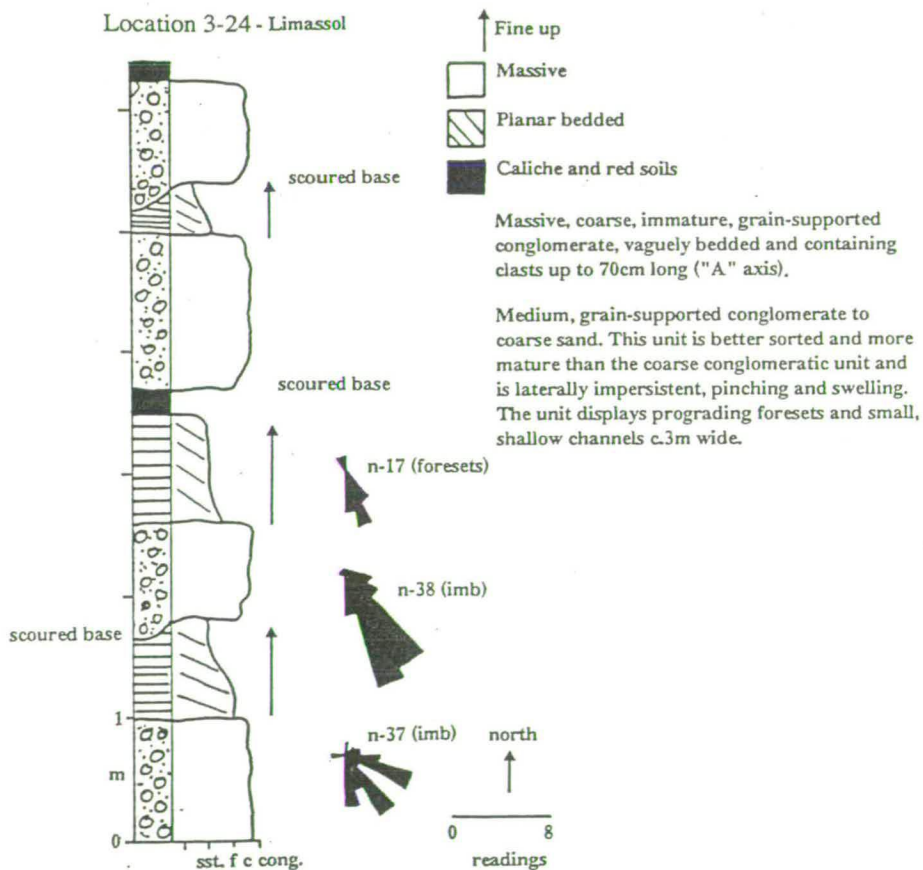 Location 3-24 - Limassol
Fine up
Massive
Planar bedded
Caliche and red soils
Massive, coarse, immature, grain-supported
conglomerate, vaguely bedded and containing
clasts up to 70cm long ("A" axis).
Medium, grain-supported conglomerate to
coarse sand. This unit is better sorted and more
mature than the coarse conglomeratic unit and
is laterally impersistent, pinching and swelling.
The unit displays prograding foresets and small,
shallow channels c.3m wide.
scoured base
scoured base
n-17 (foresets)
n-38 (imb)
scoured base
n-37 (imb)
north
1
m
0
0 8
readings
sst. f c cong.